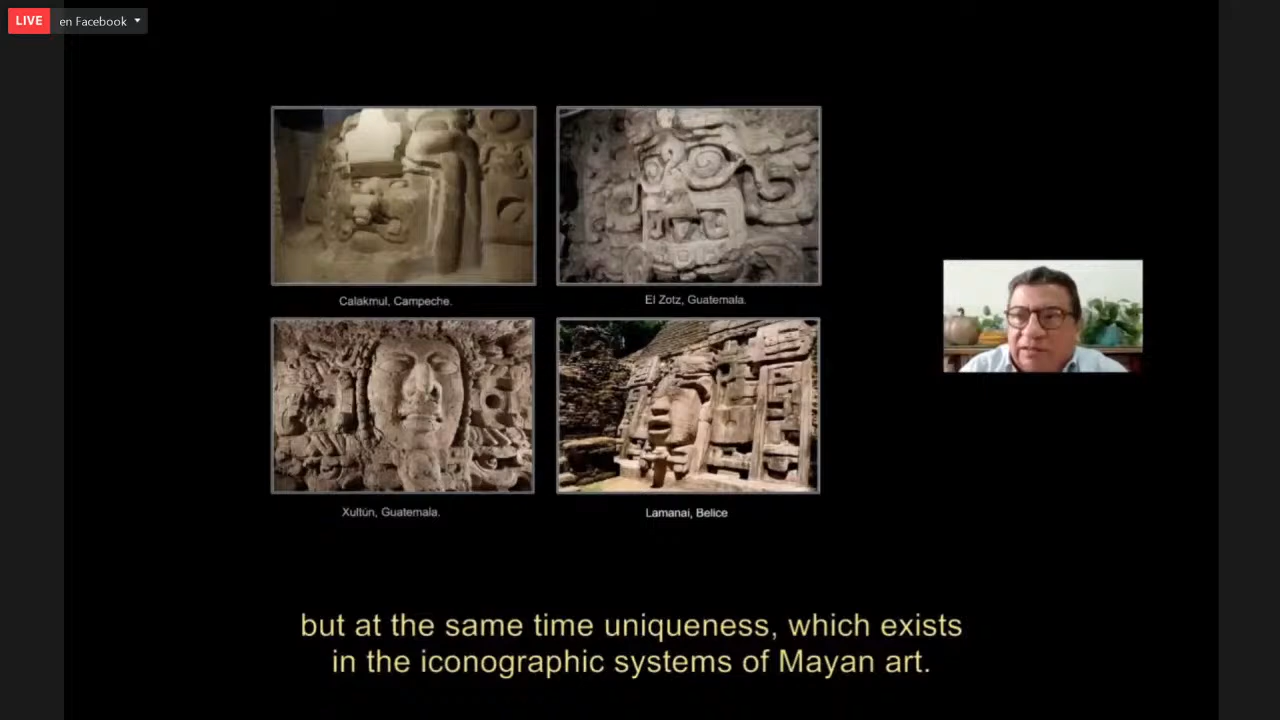 LIVE en Facebook
Calakmul, Campeche.
El Zotz, Guatemala.
Xultún, Guatemala.
Lamanai, Belice
but at the same time uniqueness, which exists
in the iconographic systems of Mayan art.